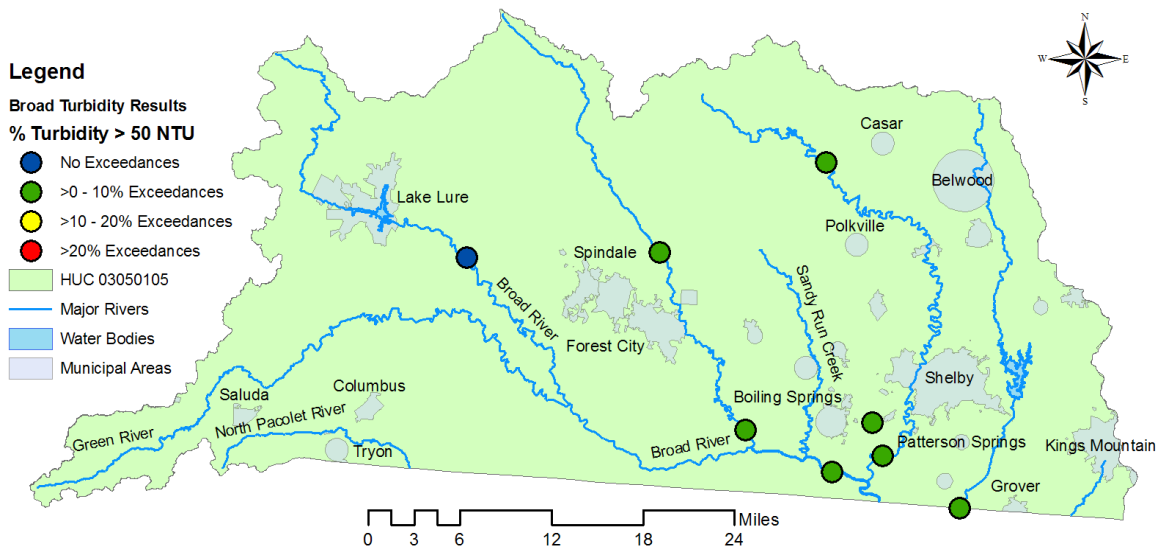 N
W E
S
Legend
Broad Turbidity Results
% Turbidity > 50 NTU
No Exceedances
>0 - 10% Exceedances
>10 - 20% Exceedances
>20% Exceedances
HUC 03050105
Major Rivers
Water Bodies
Municipal Areas
Casar
Belwood
Lake Lure
Polkville
Spindale
Sandy Run Creek
Broad River
Forest City
Shelby
Columbus
Saluda
Boiling Springs
North Pacolet River
Green River
Patterson Springs
Broad River
Kings Mountain
Tryon
Grover
Miles
0 3 6 12 18 24